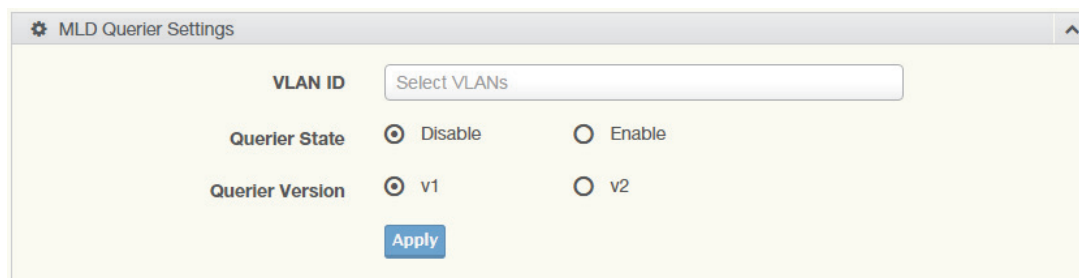 MLD Querier Settings
VLAN ID Select VLANs
Querier State Disable Enable
Querier Version v1 v2
Apply